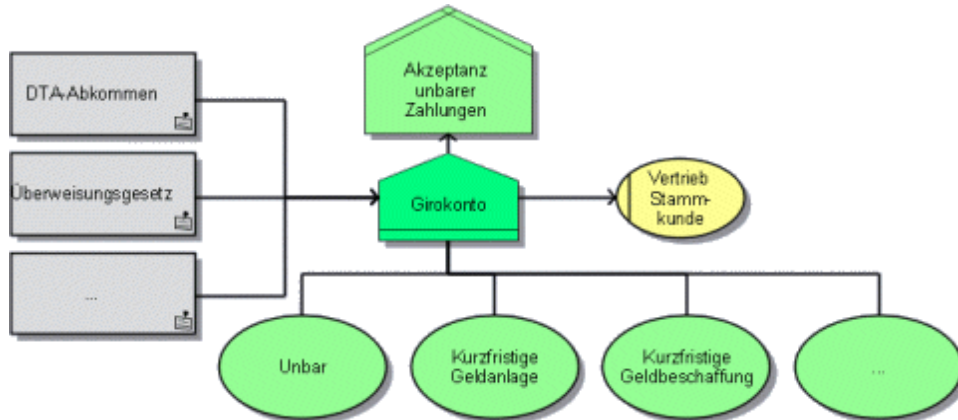 Akzeptanz
unbarer
Zahlungen
DTA-Abkommen
Überweisungsgesetz
...
Girokonto
Vertrieb
Stamm-
kunde
Unbar
Kurzfristige
Geldanlage
Kurzfristige
Geldbeschaffung
...